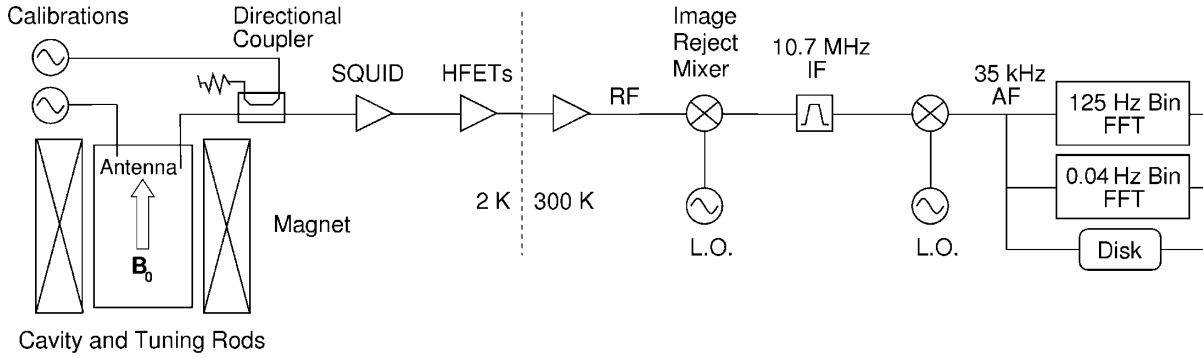 Calibrations
Directional
Coupler
SQUID
HFETs
RF
Image
Reject
Mixer
10.7 MHz
IF
35 kHz
AF
125 Hz Bin
FFT
0.04 Hz Bin
FFT
Disk
Antenna
B0
Magnet
2 K
300 K
L.O.
L.O.
Cavity and Tuning Rods